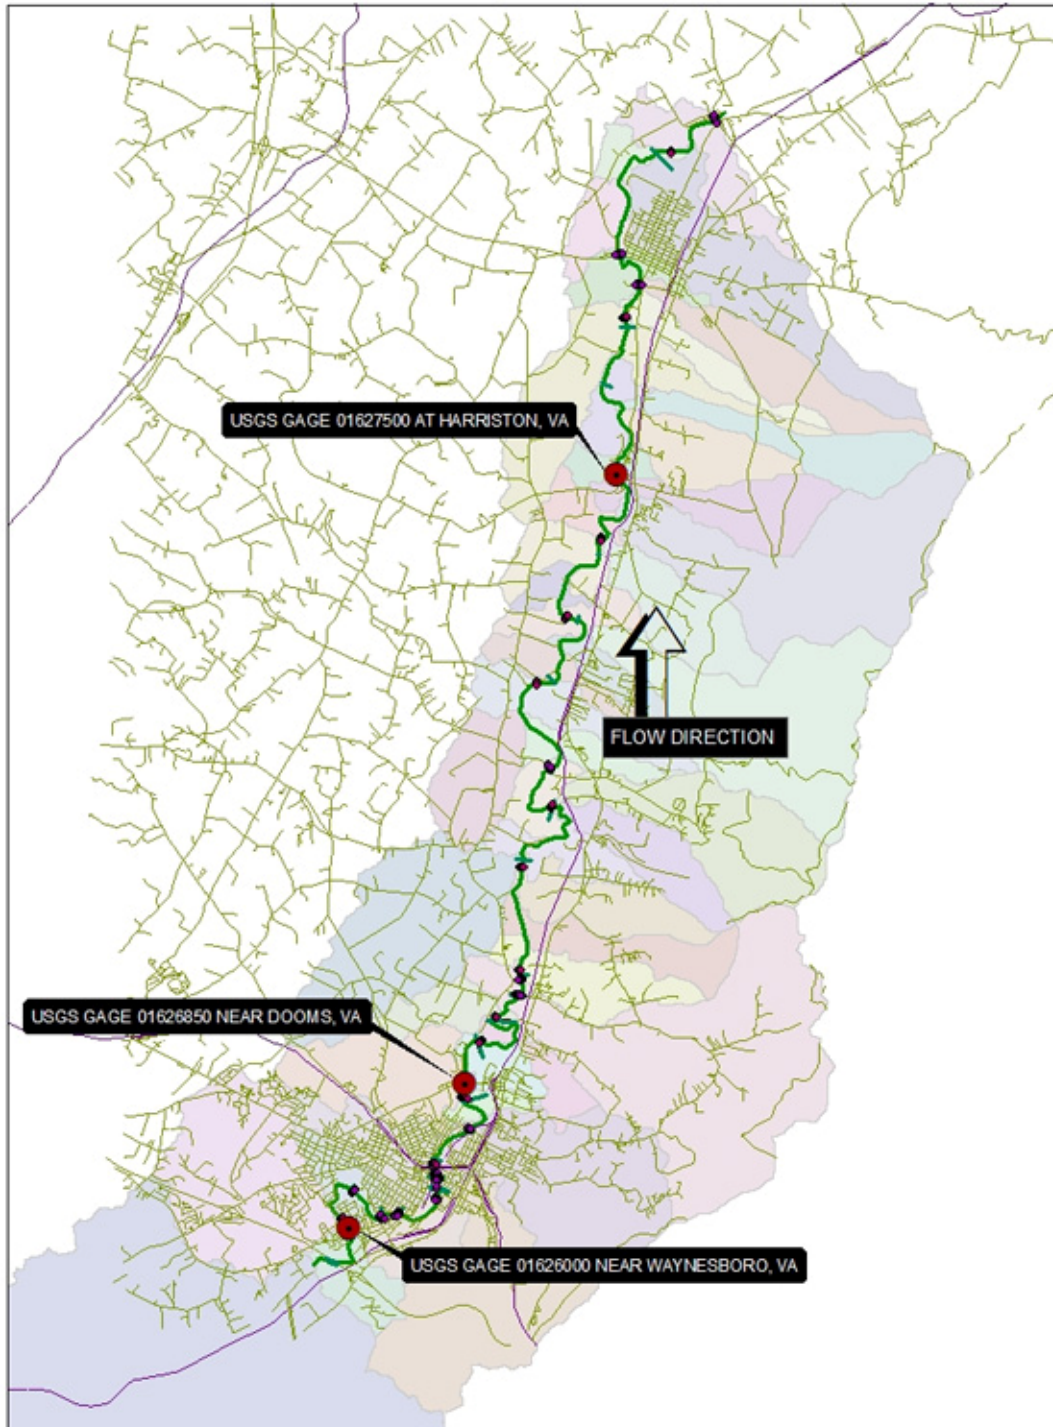 USGS GAGE 01627500 AT HARRISTON, VA
FLOW DIRECTION
USGS GAGE 01626850 NEAR DOOMS, VA
USGS GAGE 01626000 NEAR WAYNESBORO, VA